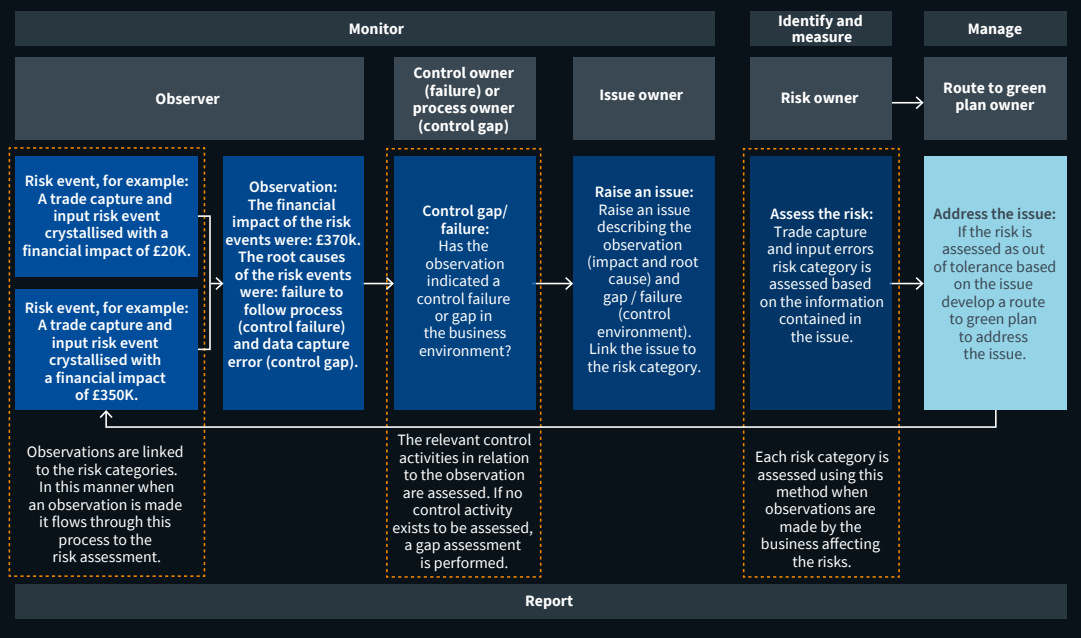 Monitor
Identify and
measure
Manage
Observer
Control owner
(failure) or
process owner
(control gap)
Issue owner
Risk owner
Route to green
plan owner
Risk event, for example:
A trade capture and
input risk event
crystallised with a
financial impact of £20K.
Risk event, for example:
A trade capture and
input risk event
crystallised with
a financial impact
of £350K.
Observation:
The financial
impact of the risk
events were: £370k.
The root causes
of the risk events
were: failure to
follow process
(control failure)
and data capture
error (control gap).
Control gap/
failure:
Has the
observation
indicated a
control failure
or gap in
the business
environment?
Raise an issue:
Raise an issue
describing the
observation
(impact and root
cause) and
gap / failure
(control
environment).
Link the issue to
the risk category.
Assess the risk:
Trade capture
and input errors
risk category is
assessed based
on the information
contained in
the issue.
Address the issue:
If the risk is
assessed as out
of tolerance based
on the issue
develop a route
to green plan
to address
the issue.
Observations are linked
to the risk categories.
In this manner when
an observation is made
it flows through this
process to the
risk assessment.
The relevant control
activities in relation
to the observation
are assessed. If no
control activity
exists to be assessed,
a gap assessment
is performed.
Each risk category is
assessed using this
method when
observations are
made by the
business affecting
the risks.
Report